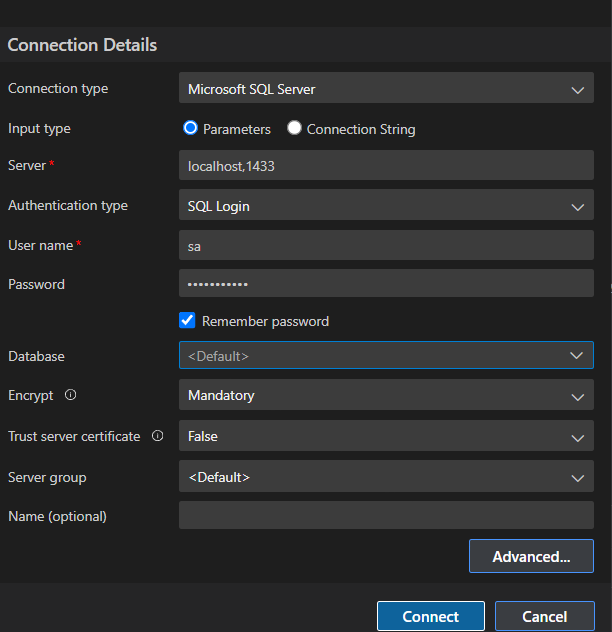 Connection Details
Connection type Microsoft SQL Server
Input type Parameters Connection String
Server * localhost,1433
Authentication type SQL Login
User name * sa
Password •••••••••••
Remember password
Database <Default>
Encrypt Mandatory
Trust server certificate False
Server group <Default>
Name (optional)
Advanced...
Connect Cancel